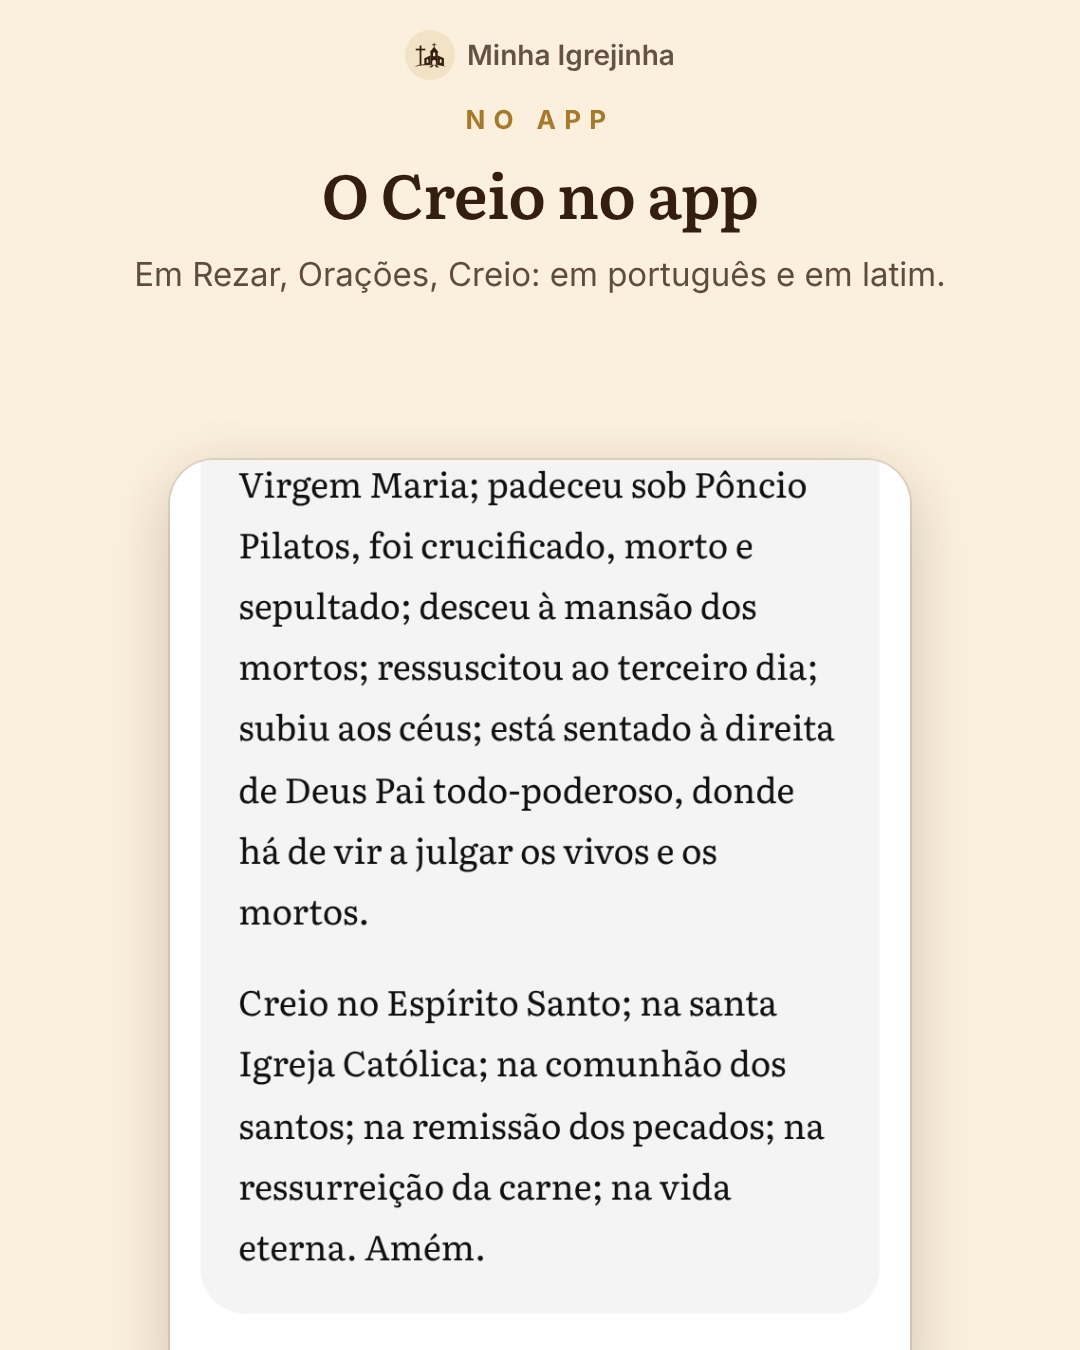 Minha Igrejinha
NO APP
O Creio no app
Em Rezar, Orações, Creio: em português e em latim.
Virgem Maria; padeceu sob Pôncio
Pilatos, foi crucificado, morto e
sepultado; desceu à mansão dos
mortos; ressuscitou ao terceiro dia;
subiu aos céus; está sentado à direita
de Deus Pai todo-poderoso, donde
há de vir a julgar os vivos e os
mortos.
Creio no Espírito Santo; na santa
Igreja Católica; na comunhão dos
santos; na remissão dos pecados; na
ressurreição da carne; na vida
eterna. Amém.